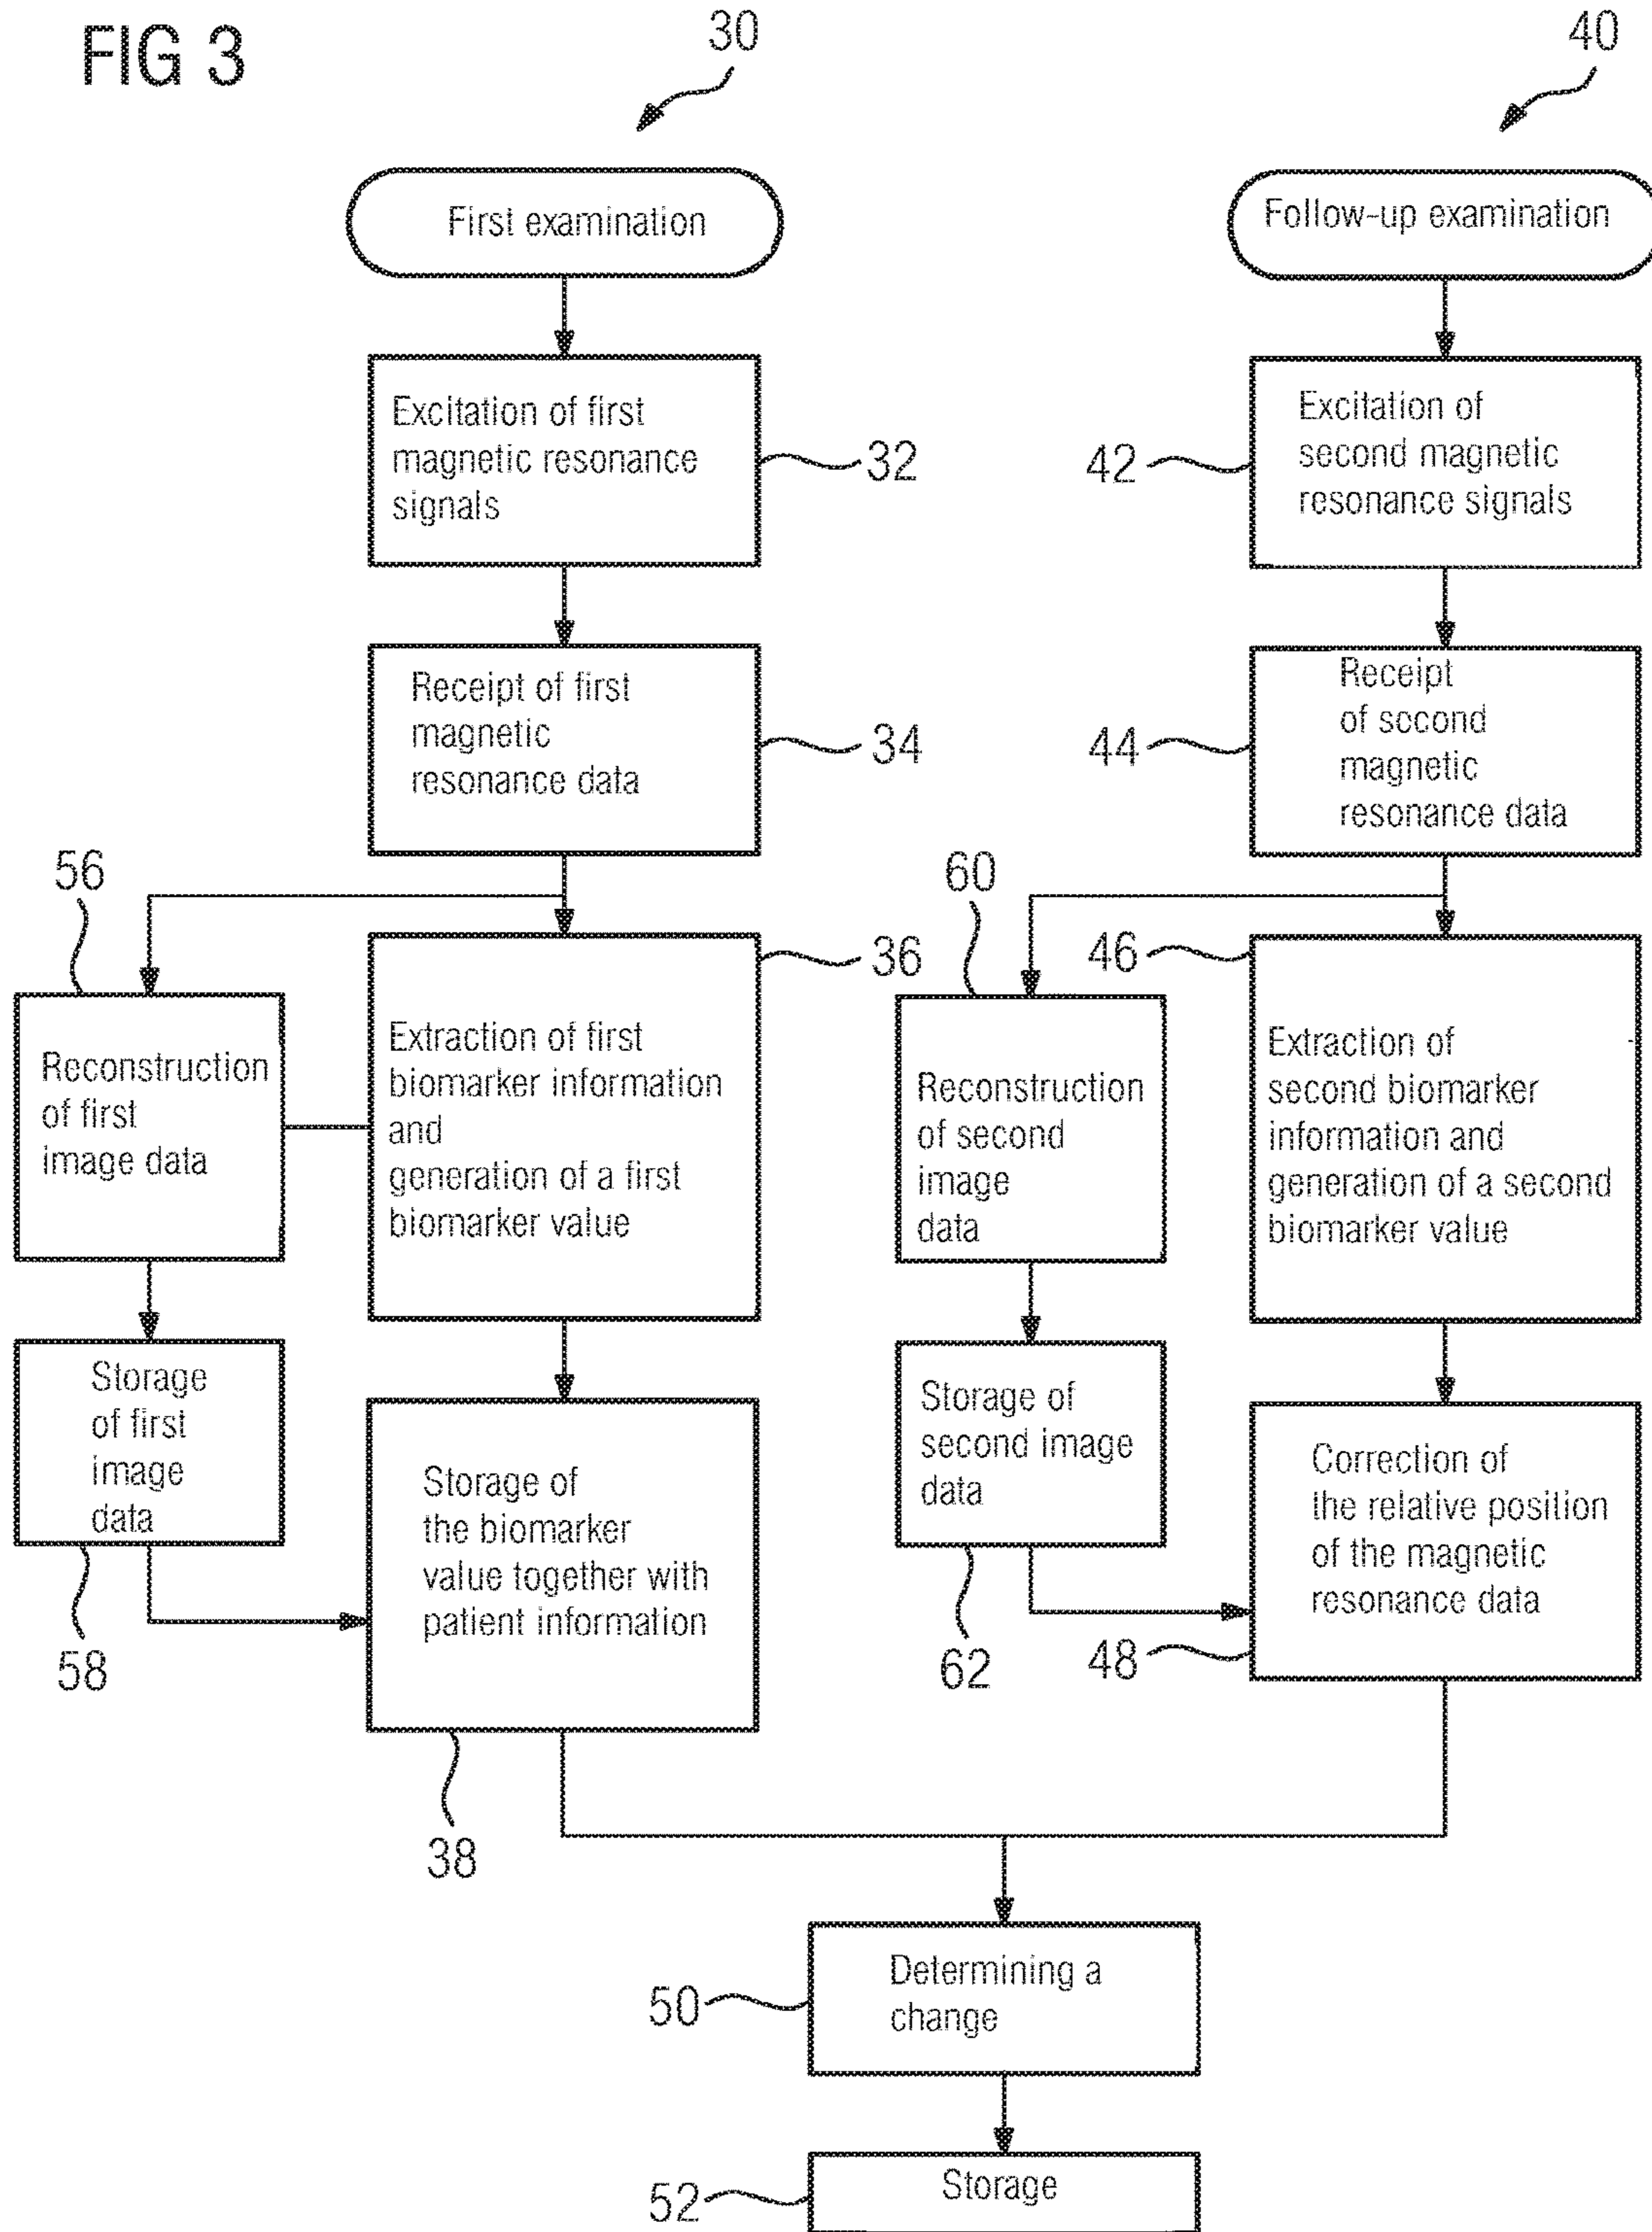 FIG 3
30
40
First examination
Follow-up examination
Excitation of first
magnetic resonance
signals
32
42
Excitation of
second magnetic
resonance signals
Receipt of first
magnetic
resonance data
34
44
Receipt
of second
magnetic
resonance data
56
Reconstruction
of first
image data
Extraction of first
biomarker information
and
generation of a first
biomarker value
36
60
Reconstruction
of second
image
data
46
Extraction of
second biomarker
information and
generation of a second
biomarker value
Storage
of first
image
data
58
Storage of
the biomarker
value together with
patient information
38
Storage of
second image
data
62
48
Correction of
the relative position
of the magnetic
resonance data
50
Determining a
change
52
Storage